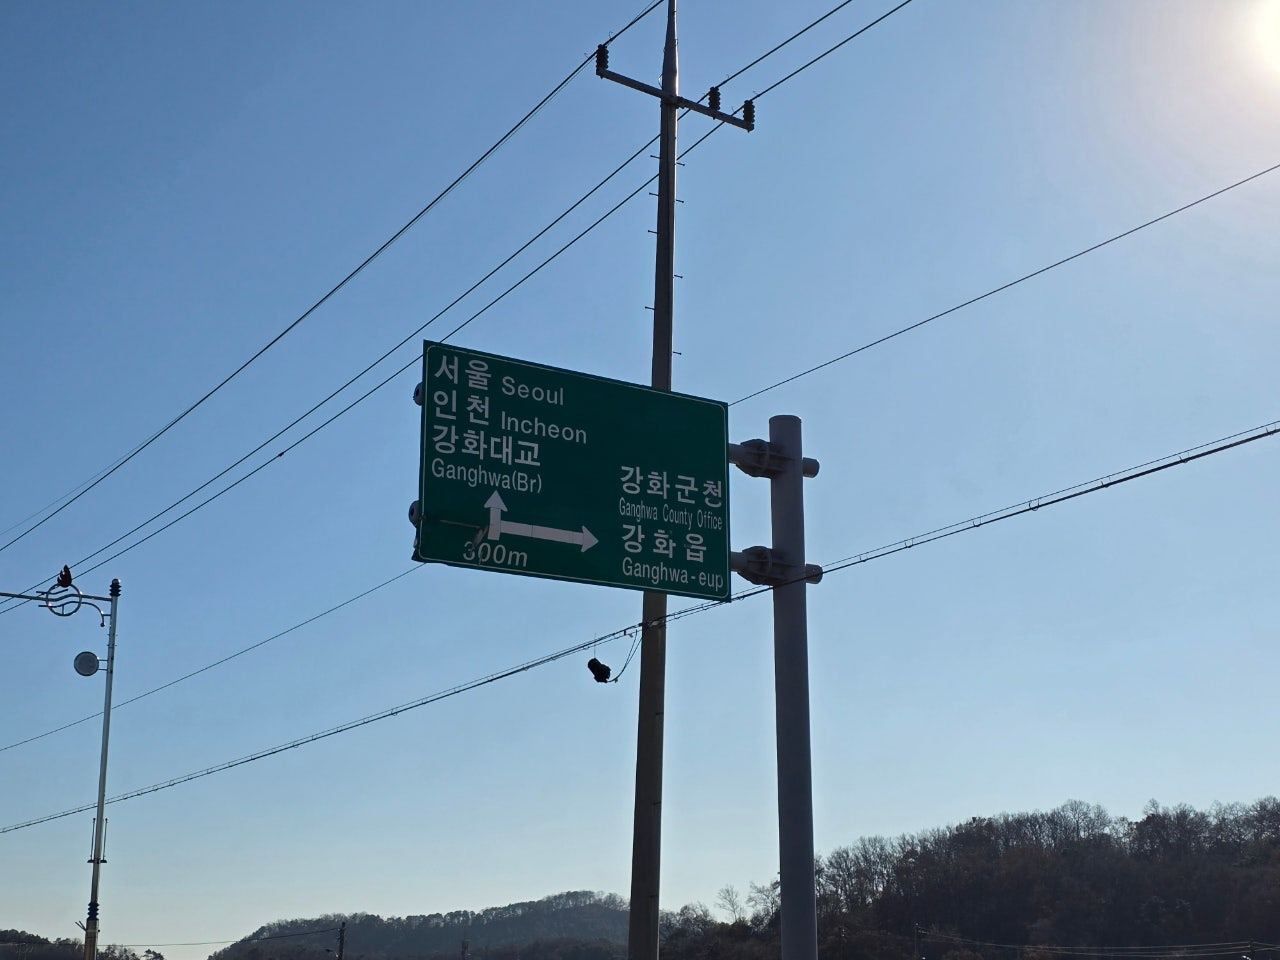 서울 Seoul
인천 Incheon
강화대교
Ganghwa(Br)
300m
강화군청
Ganghwa County Office
강화읍
Ganghwa-eup